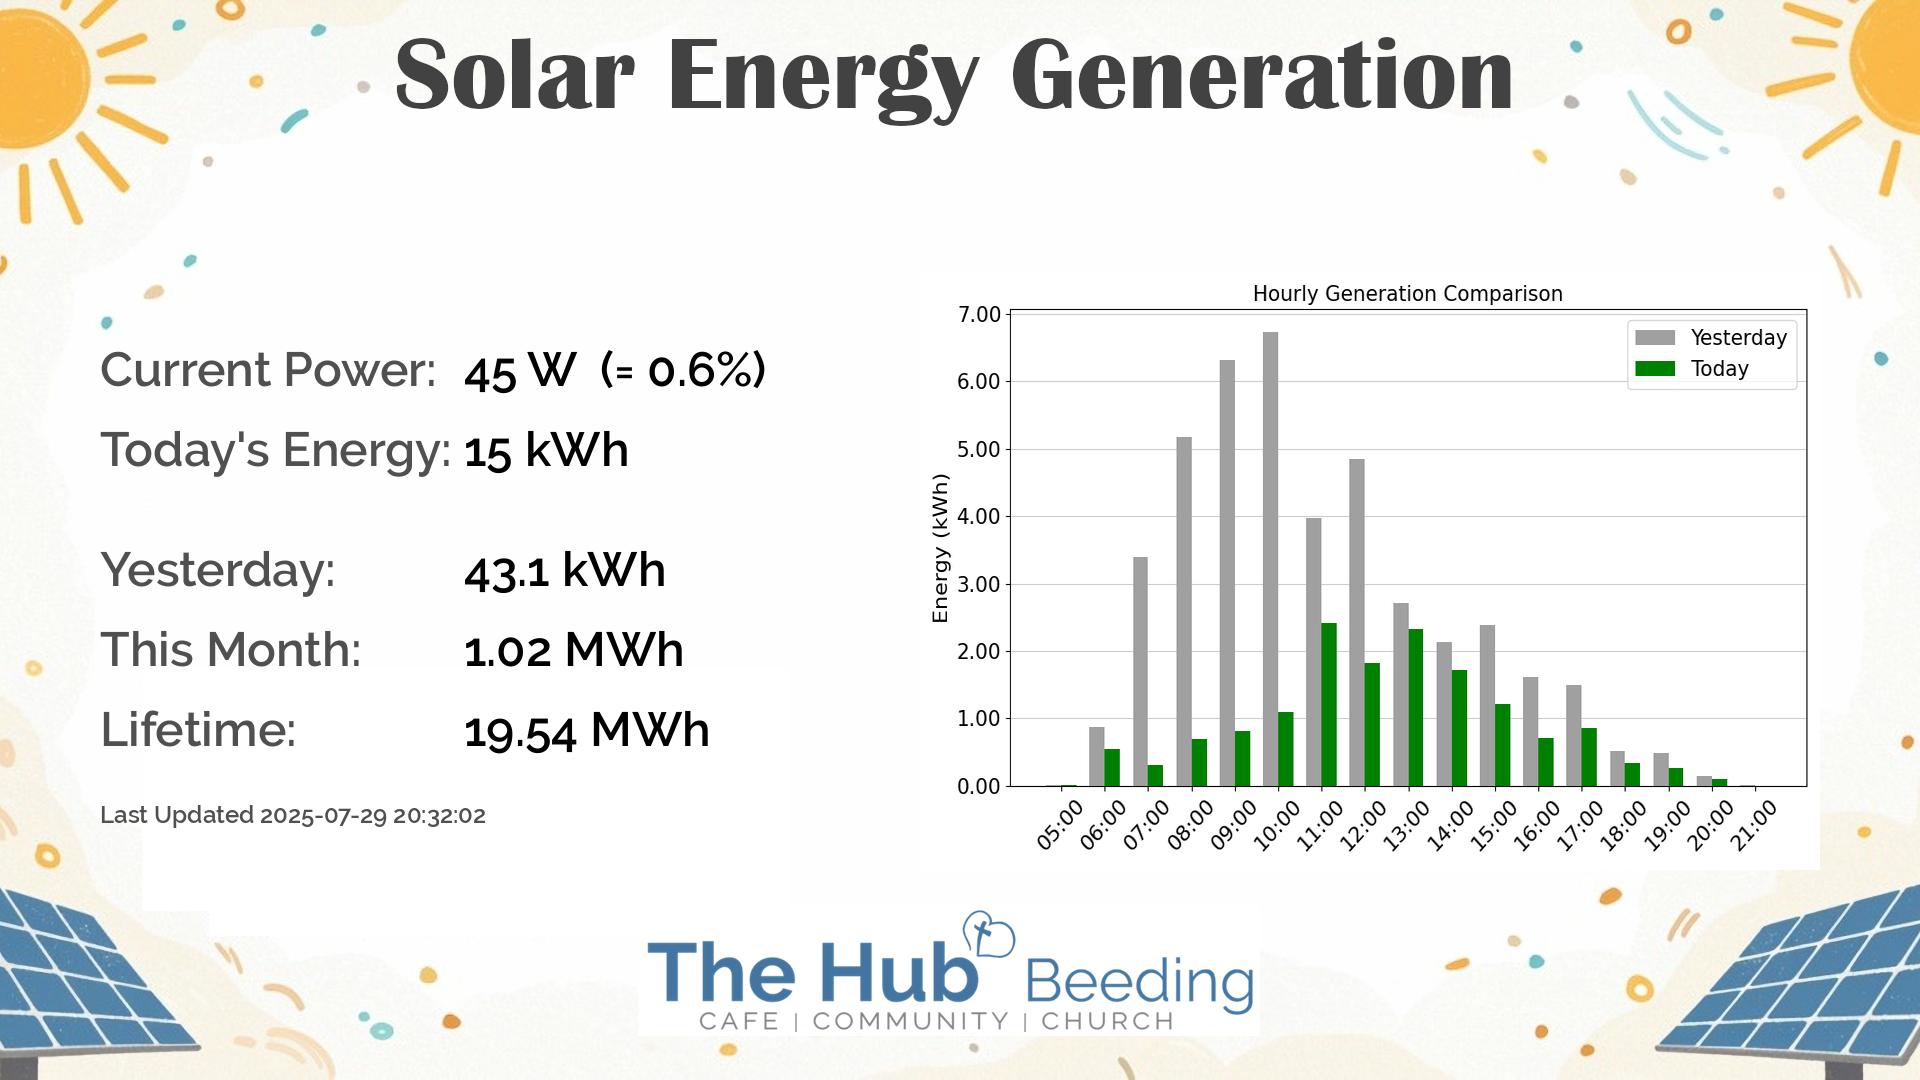 Solar Energy Generation
Current Power: 45 W (= 0.6%)
Today's Energy: 15 kWh
Yesterday: 43.1 kWh
This Month: 1.02 MWh
Lifetime: 19.54 MWh
Last Updated 2025-07-29 20:32:02
Hourly Generation Comparison
Yesterday
Today
Energy (kWh)
7.00
6.00
5.00
4.00
3.00
2.00
1.00
0.00
05:00 06:00 07:00 08:00 09:00 10:00 11:00 12:00 13:00 14:00 15:00 16:00 17:00 18:00 19:00 20:00 21:00
The Hub Beeding
CAFE | COMMUNITY | CHURCH